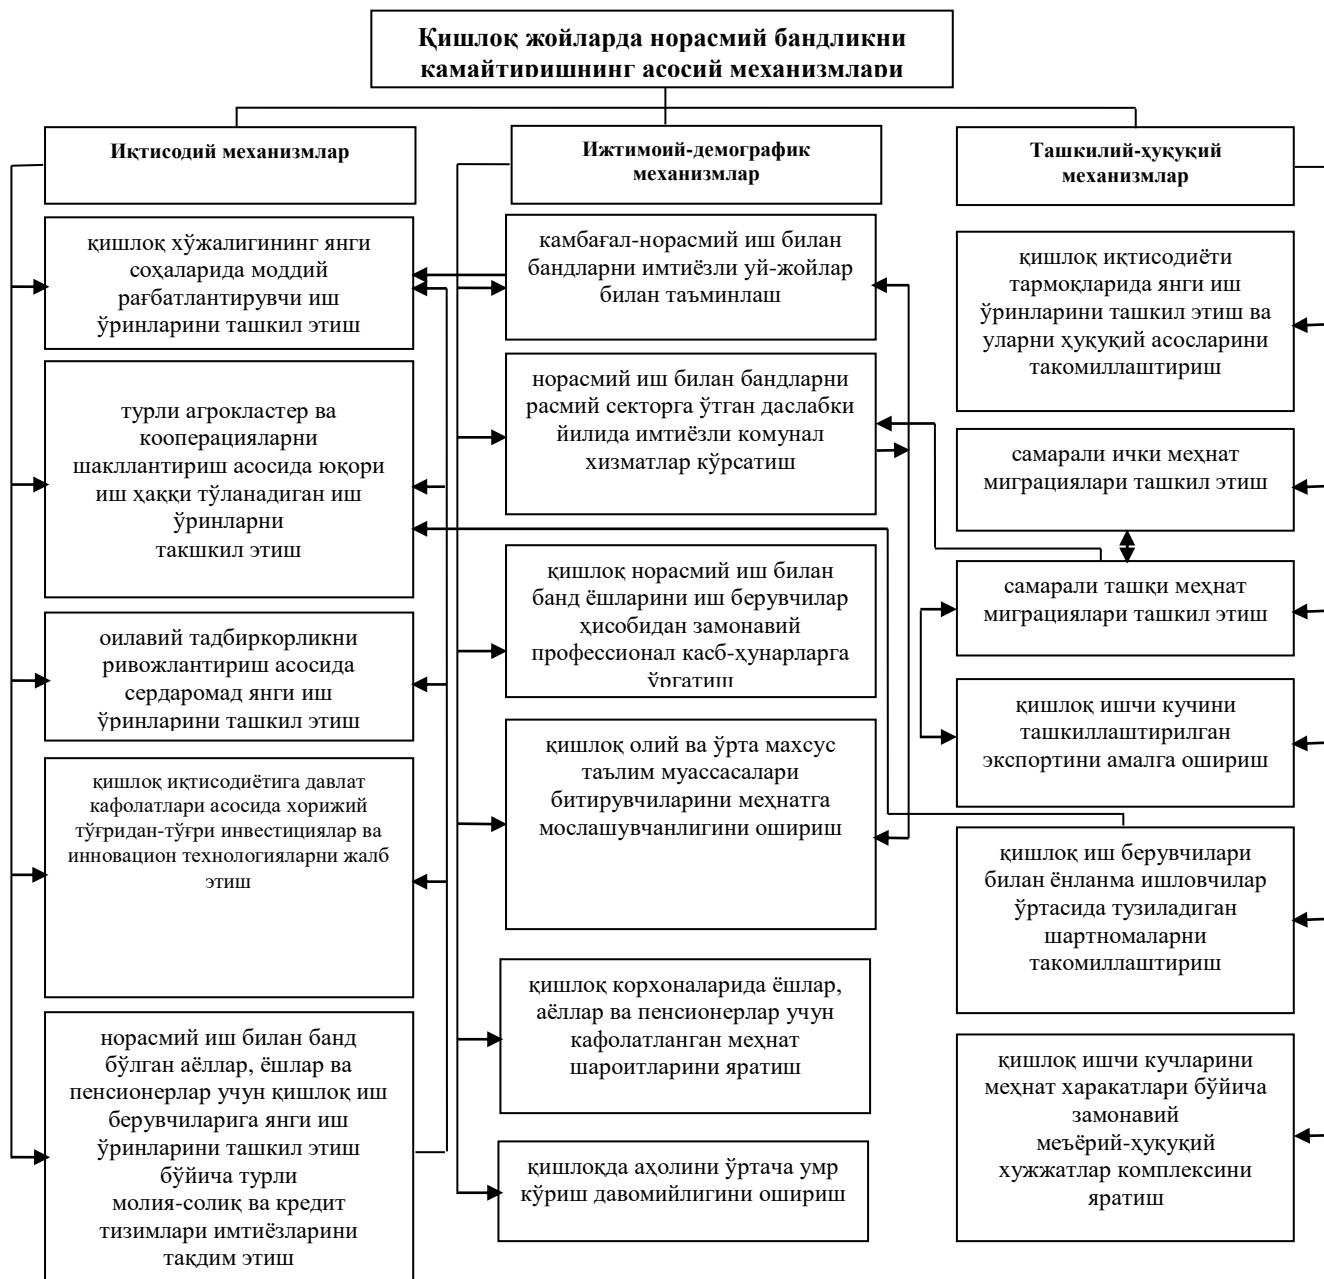 Қишлоқ жойларда норасмий бандликни
камайтиришнинг асосий механизмлари
Иқтисодий механизмлар
қишлоқ хўжалигининг янги
соҳаларида моддий
рағбатлантирувчи иш
ўринларини ташкил этиш
турли агрокластер ва
кооперацияларни
шакллантириш асосида юқори
иш ҳаққи тўланадиган иш
ўринларни
такшкил этиш
оилавий тадбиркорликни
ривожлантириш асосида
сердаромад янги иш
ўринларини ташкил этиш
қишлоқ иқтисодиётига давлат
кафолатлари асосида хорижий
тўғридан-тўғри инвестициялар ва
инновацион технологияларни жалб
этиш
норасмий иш билан банд
бўлган аёллар, ёшлар ва
пенсионерлар учун қишлоқ иш
берувчиларига янги иш
ўринларини ташкил этиш
бўйича турли
молия-солиқ ва кредит
тизимлари имтиёзларини
тақдим этиш
Ижтимоий-демографик
механизмлар
камбағал-норасмий иш билан
бандларни имтиёзли уй-жойлар
билан таъминлаш
норасмий иш билан бандларни
расмий секторга ўтган даслабки
йилида имтиёзли комунал
хизматлар кўрсатиш
қишлоқ норасмий иш билан
банд ёшларини иш берувчилар
ҳисобидан замонавий
профессионал касб-ҳунарларга
ўргатиш
қишлоқ олий ва ўрта махсус
таълим муассасалари
битирувчиларини меҳнатга
мослашувчанлигини ошириш
қишлоқ корхоналарида ёшлар,
аёллар ва пенсионерлар учун
кафолатланган меҳнат
шароитларини яратиш
қишлоқда аҳолини ўртача умр
кўриш давомийлигини ошириш
Ташкилий-ҳуқуқий
механизмлар
қишлоқ иқтисодиёти
тармоқларида янги иш
ўринларини ташкил этиш ва
уларни ҳуқуқий асосларини
такомиллаштириш
самарали ички меҳнат
миграциялари ташкил этиш
самарали ташқи меҳнат
миграциялари ташкил этиш
қишлоқ ишчи кучини
ташкиллаштирилган
экспортини амалга ошириш
қишлоқ иш берувчилари
билан ёнланма ишловчилар
ўртасида тузиладиган
шартномаларни
такомиллаштириш
қишлоқ ишчи кучларини
меҳнат харакатлари бўйича
замонавий
меъёрий-ҳуқуқий
хужжатлар комплексини
яратиш